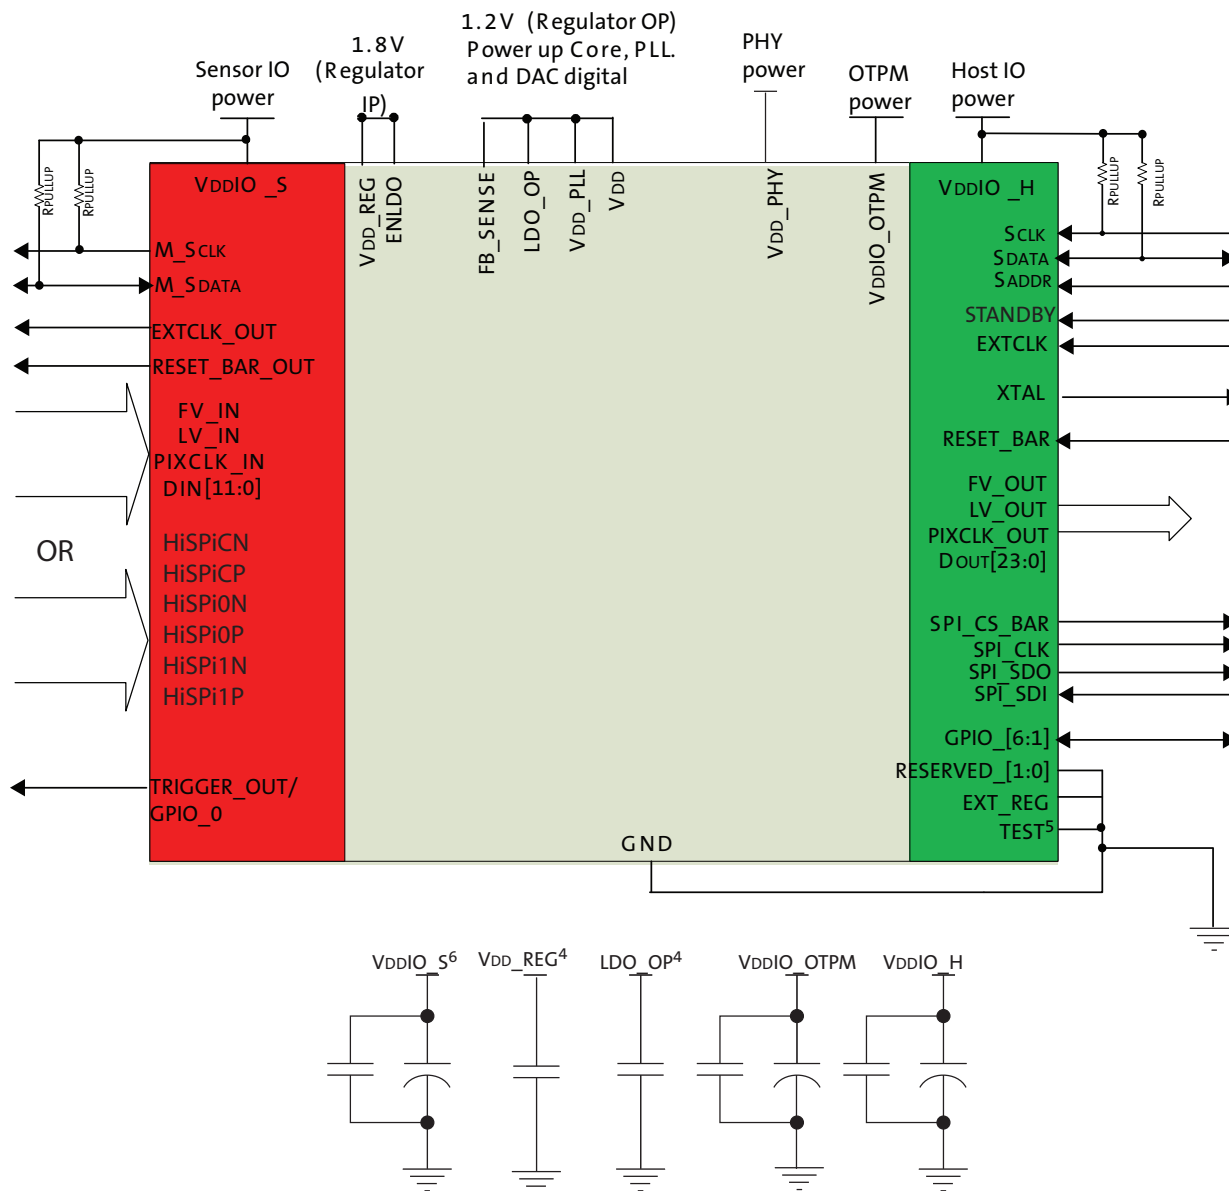 1.8V
(Regulator
IP)
1.2V (Regulator OP)
Power up Core, PLL.
and DAC digital
PHY
power
Sensor IO
power
OTPM
power
Host IO
power
RPULLUP
RPULLUP
RPULLUP
RPULLUP
VDDIO _S
VDD_REG
ENLDO
FB_SENSE
LDO_OP
VDD_PLL
VDD
VDD_PHY
VDDIO_OTPM
VDDIO _H
M_SCLK
M_SDATA
EXTCLK_OUT
RESET_BAR_OUT
FV_IN
LV_IN
PIXCLK_IN
DIN[11:0]
OR
HiSPiCN
HiSPiCP
HiSPi0N
HiSPi0P
HiSPi1N
HiSPi1P
TRIGGER_OUT/
GPIO_0
SCLK
SDATA
SADDR
STANDBY
EXTCLK
XTAL
RESET_BAR
FV_OUT
LV_OUT
PIXCLK_OUT
DOUT[23:0]
SPI_CS_BAR
SPI_CLK
SPI_SDO
SPI_SDI
GPIO_[6:1]
RESERVED_[1:0]
EXT_REG
TEST5
GND
VDDIO_S6
VDD_REG4
LDO_OP4
VDDIO_OTPM
VDDIO_H